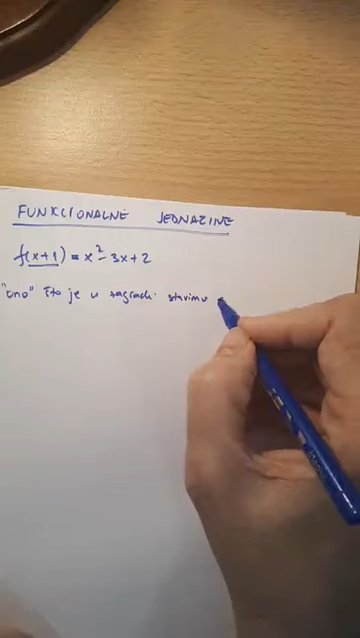 FUNKCIONALNE JEDNAČINE
f(x+1) = x² - 3x + 2
"ono" što je u zagradi stavimo